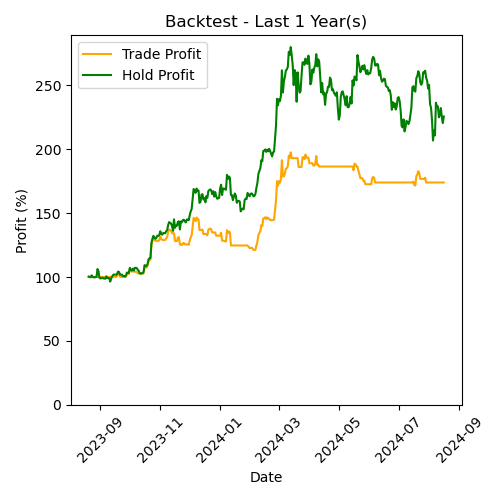 Backtest - Last 1 Year(s)
Trade Profit
Hold Profit
Profit (%)
250
200
150
100
50
0
2023-09
2023-11
2024-01
2024-03
2024-05
2024-07
2024-09
Date